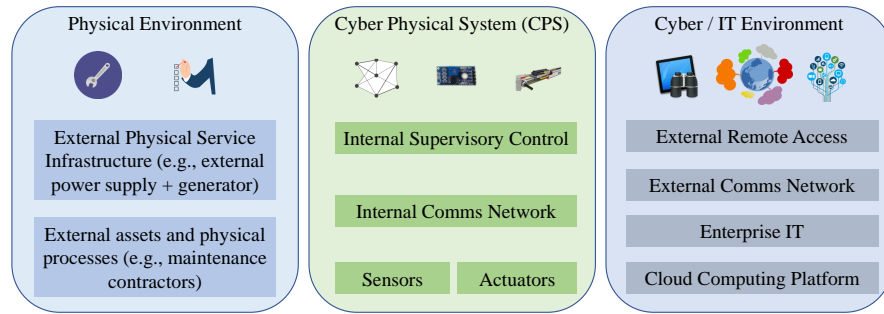 Physical Environment
External Physical Service
Infrastructure (e.g., external
power supply + generator)
External assets and physical
processes (e.g., maintenance
contractors)
Cyber Physical System (CPS)
Internal Supervisory Control
Internal Comms Network
Sensors
Actuators
Cyber / IT Environment
External Remote Access
External Comms Network
Enterprise IT
Cloud Computing Platform